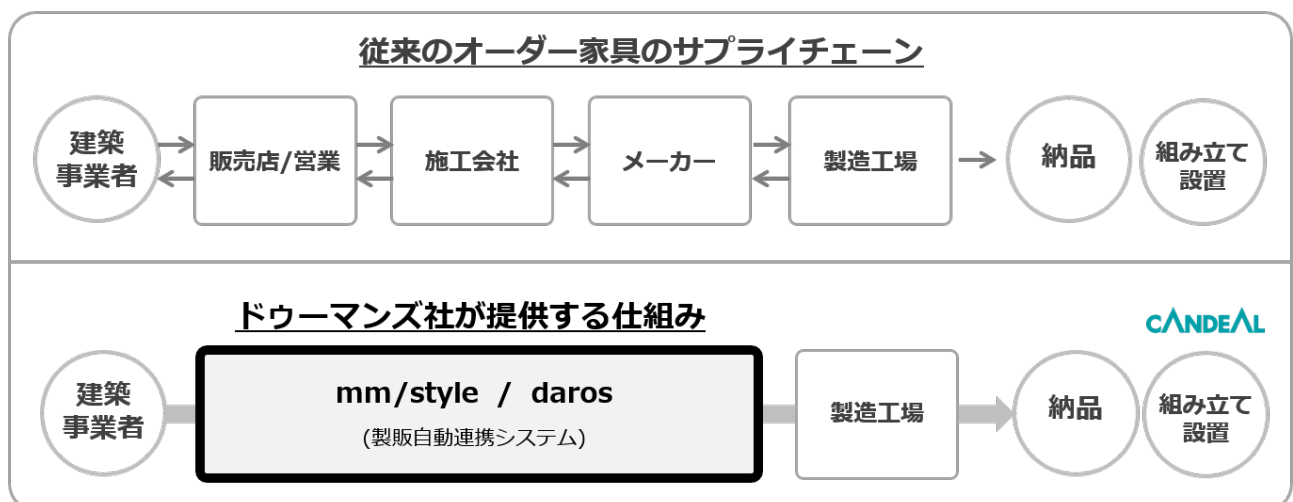 従来のオーダー家具のサプライチェーン
建築
事業者
販売店/営業
施工会社
メーカー
製造工場
納品
組み立て
設置
ドゥーマンズ社が提供する仕組み
CANDEAL
建築
事業者
mm/style / daros
(製販自動連携システム)
製造工場
納品
組み立て
設置